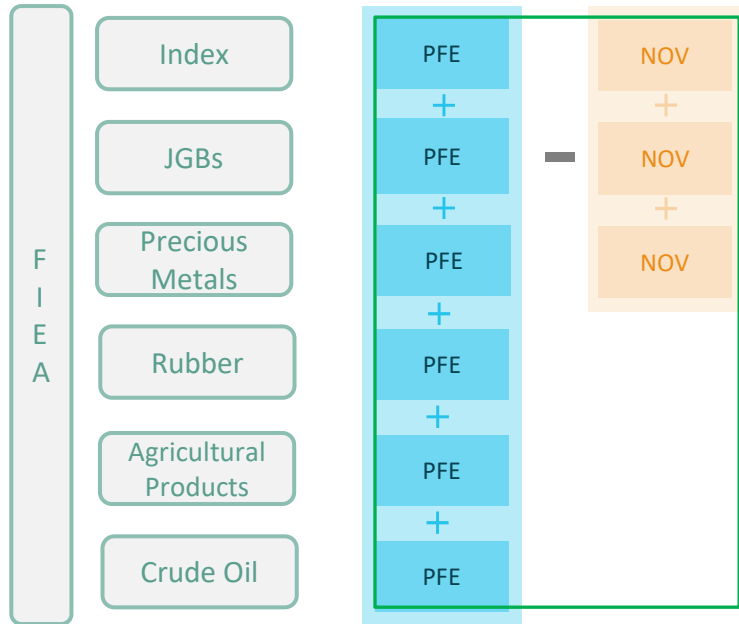 F
I
E
A
Index
PFE
NOV
+
+
JGBs
PFE
-
NOV
+
+
Precious
Metals
PFE
NOV
+
Rubber
PFE
+
Agricultural
Products
PFE
+
Crude Oil
PFE